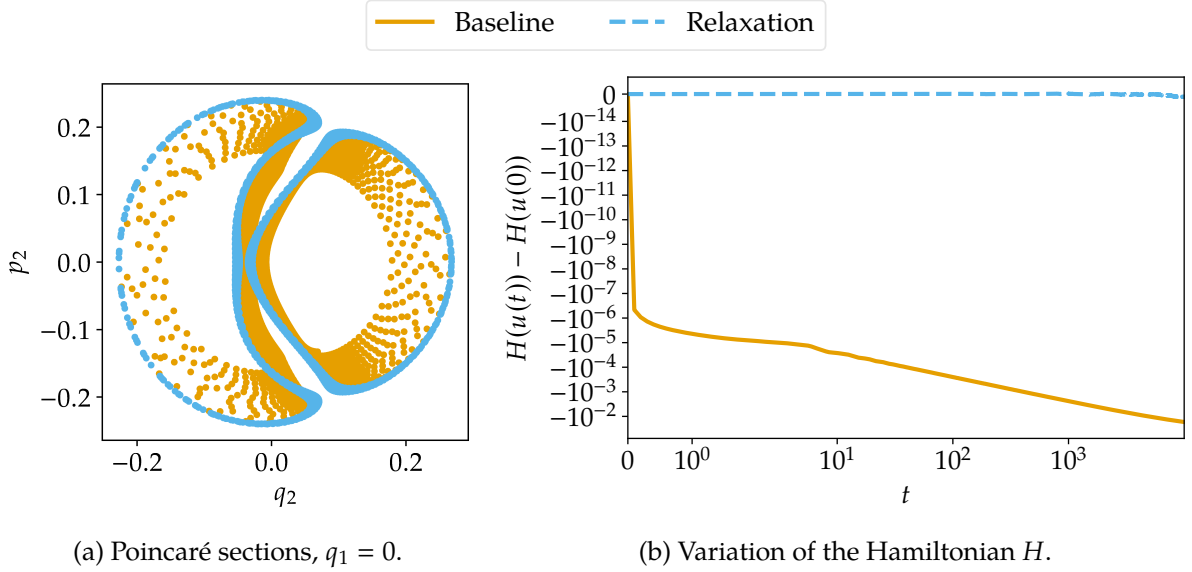 Baseline Relaxation
0.2
0.1
0.0
−0.1
−0.2
p₂
−0.2 0.0 0.2
q₂
0
−10⁻¹⁴
−10⁻¹³
−10⁻¹²
−10⁻¹¹
−10⁻¹⁰
−10⁻⁹
−10⁻⁸
−10⁻⁷
−10⁻⁶
−10⁻⁵
−10⁻⁴
−10⁻³
−10⁻²
H(u(t)) − H(u(0))
0 10⁰ 10¹ 10² 10³
t
(a) Poincaré sections, q₁ = 0.
(b) Variation of the Hamiltonian H.